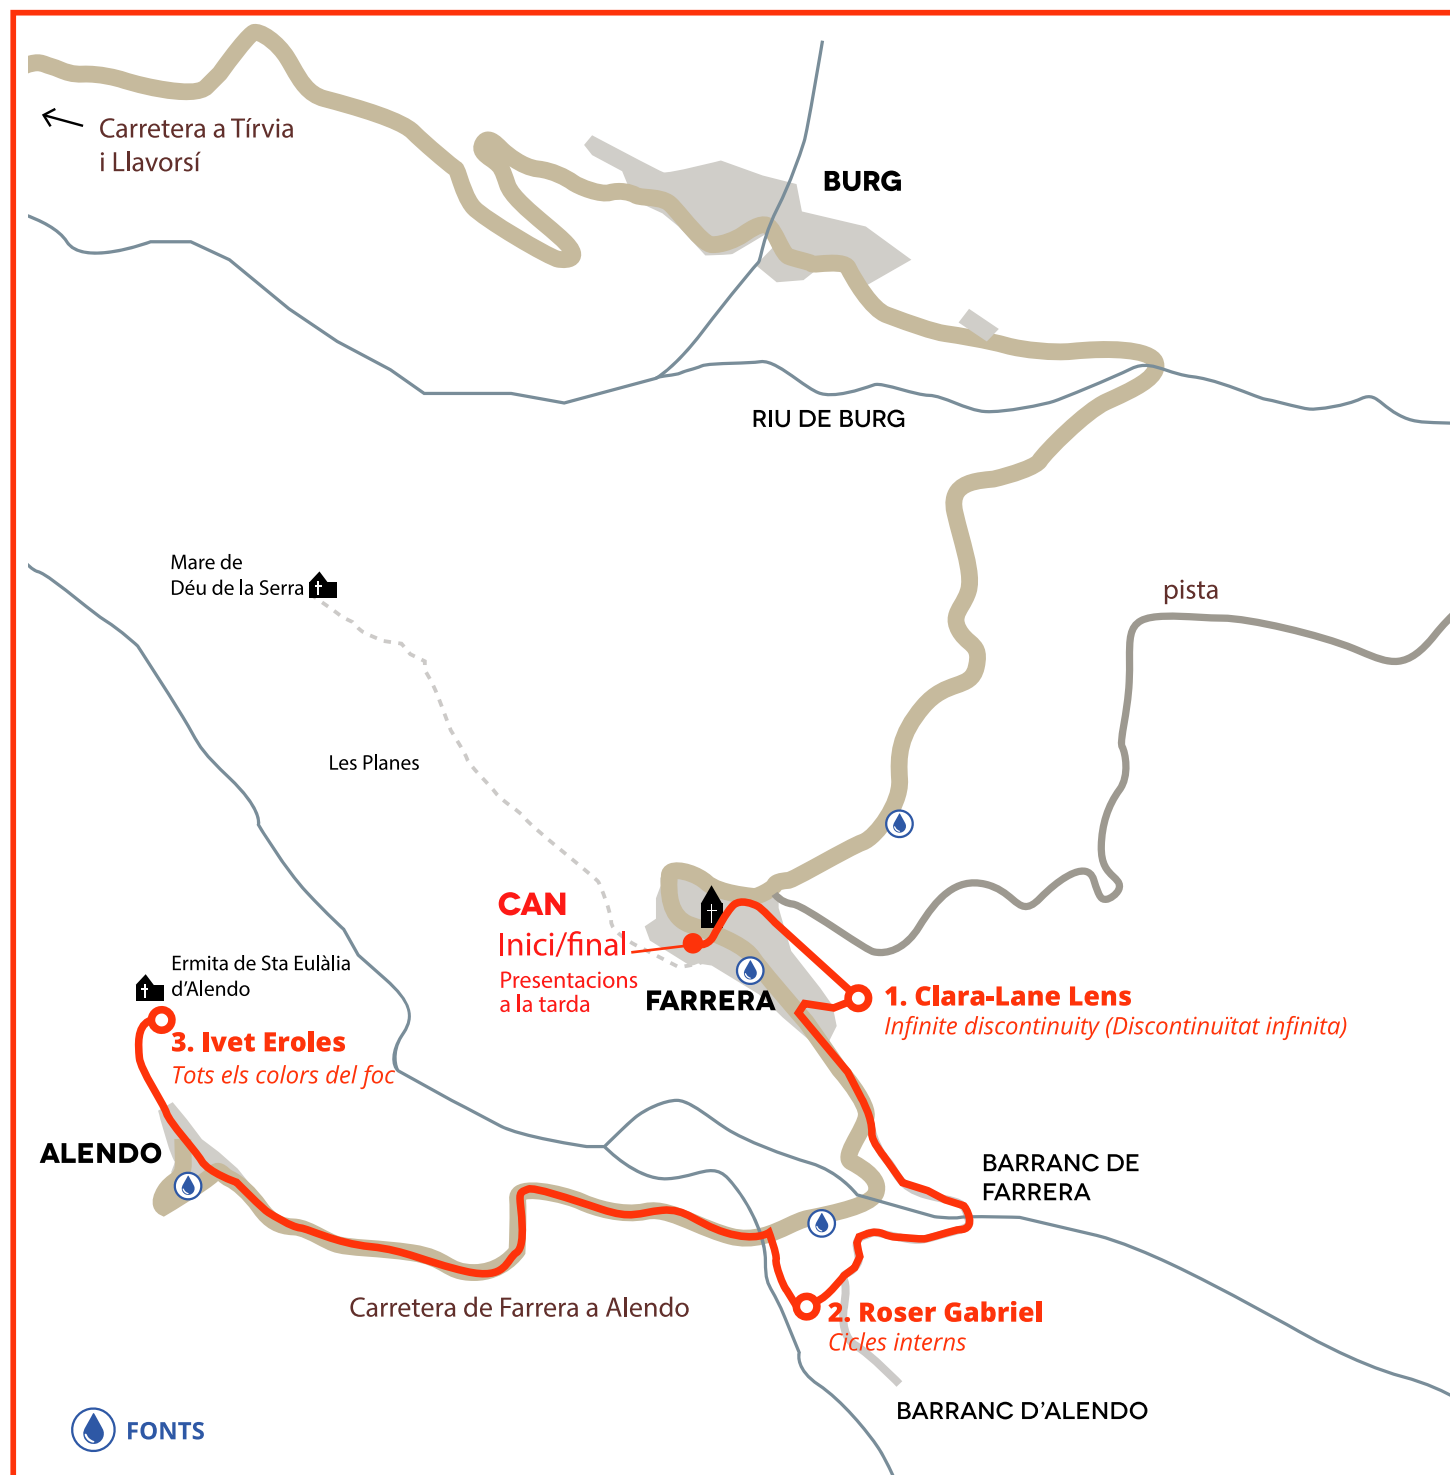 Carretera a Tírvia
i Llavorsí
BURG
RIU DE BURG
Mare de
Déu de la Serra
pista
Les Planes
CAN
Inici/final
Presentacions
a la tarda
FARRERA
Ermita de Sta Eulàlia
d'Alendo
1. Clara-Lane Lens
Infinite discontinuity (Discontinuïtat infinita)
3. Ivet Eroles
Tots els colors del foc
ALENDO
BARRANC DE
FARRERA
Carretera de Farrera a Alendo
2. Roser Gabriel
Cicles interns
BARRANC D'ALENDO
FONTS